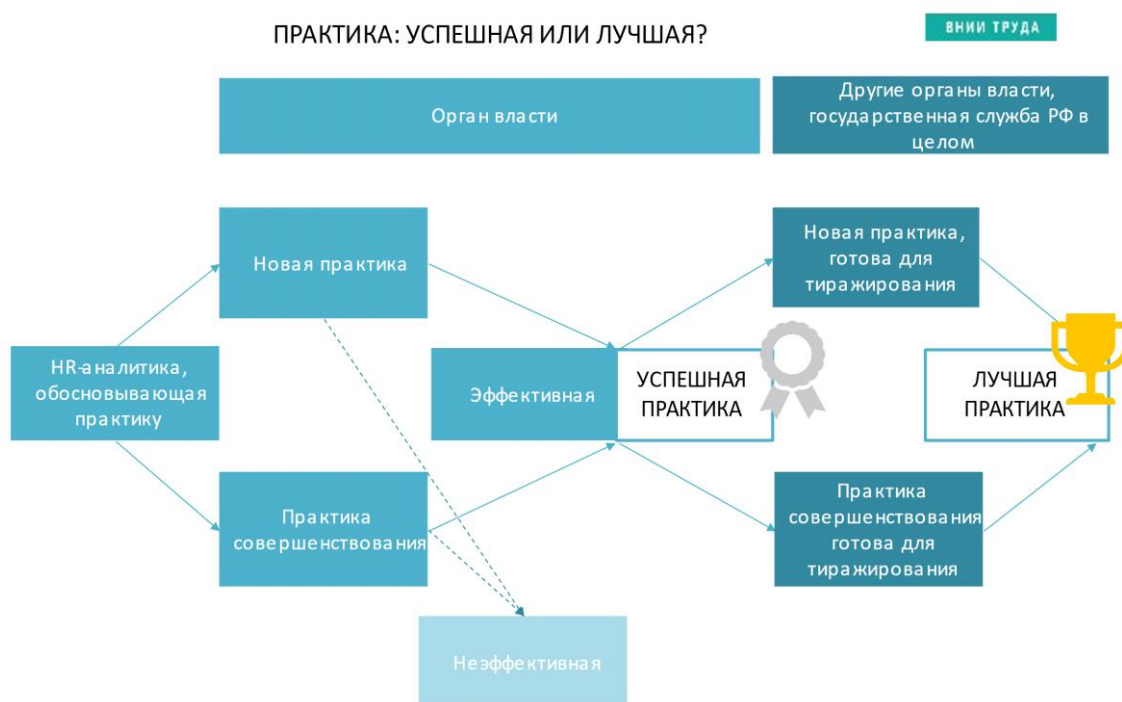 ПРАКТИКА: УСПЕШНАЯ ИЛИ ЛУЧШАЯ?
ВНИИ ТРУДА
Орган власти
Другие органы власти,
государственная служба РФ в
целом
Новая практика
Новая практика,
готова для
тиражирования
HR-аналитика,
обосновывающая
практику
Эффективная
УСПЕШНАЯ
ПРАКТИКА
ЛУЧШАЯ
ПРАКТИКА
Практика
совершенствования
Практика
совершенствования
готова для
тиражирования
Неэффективная